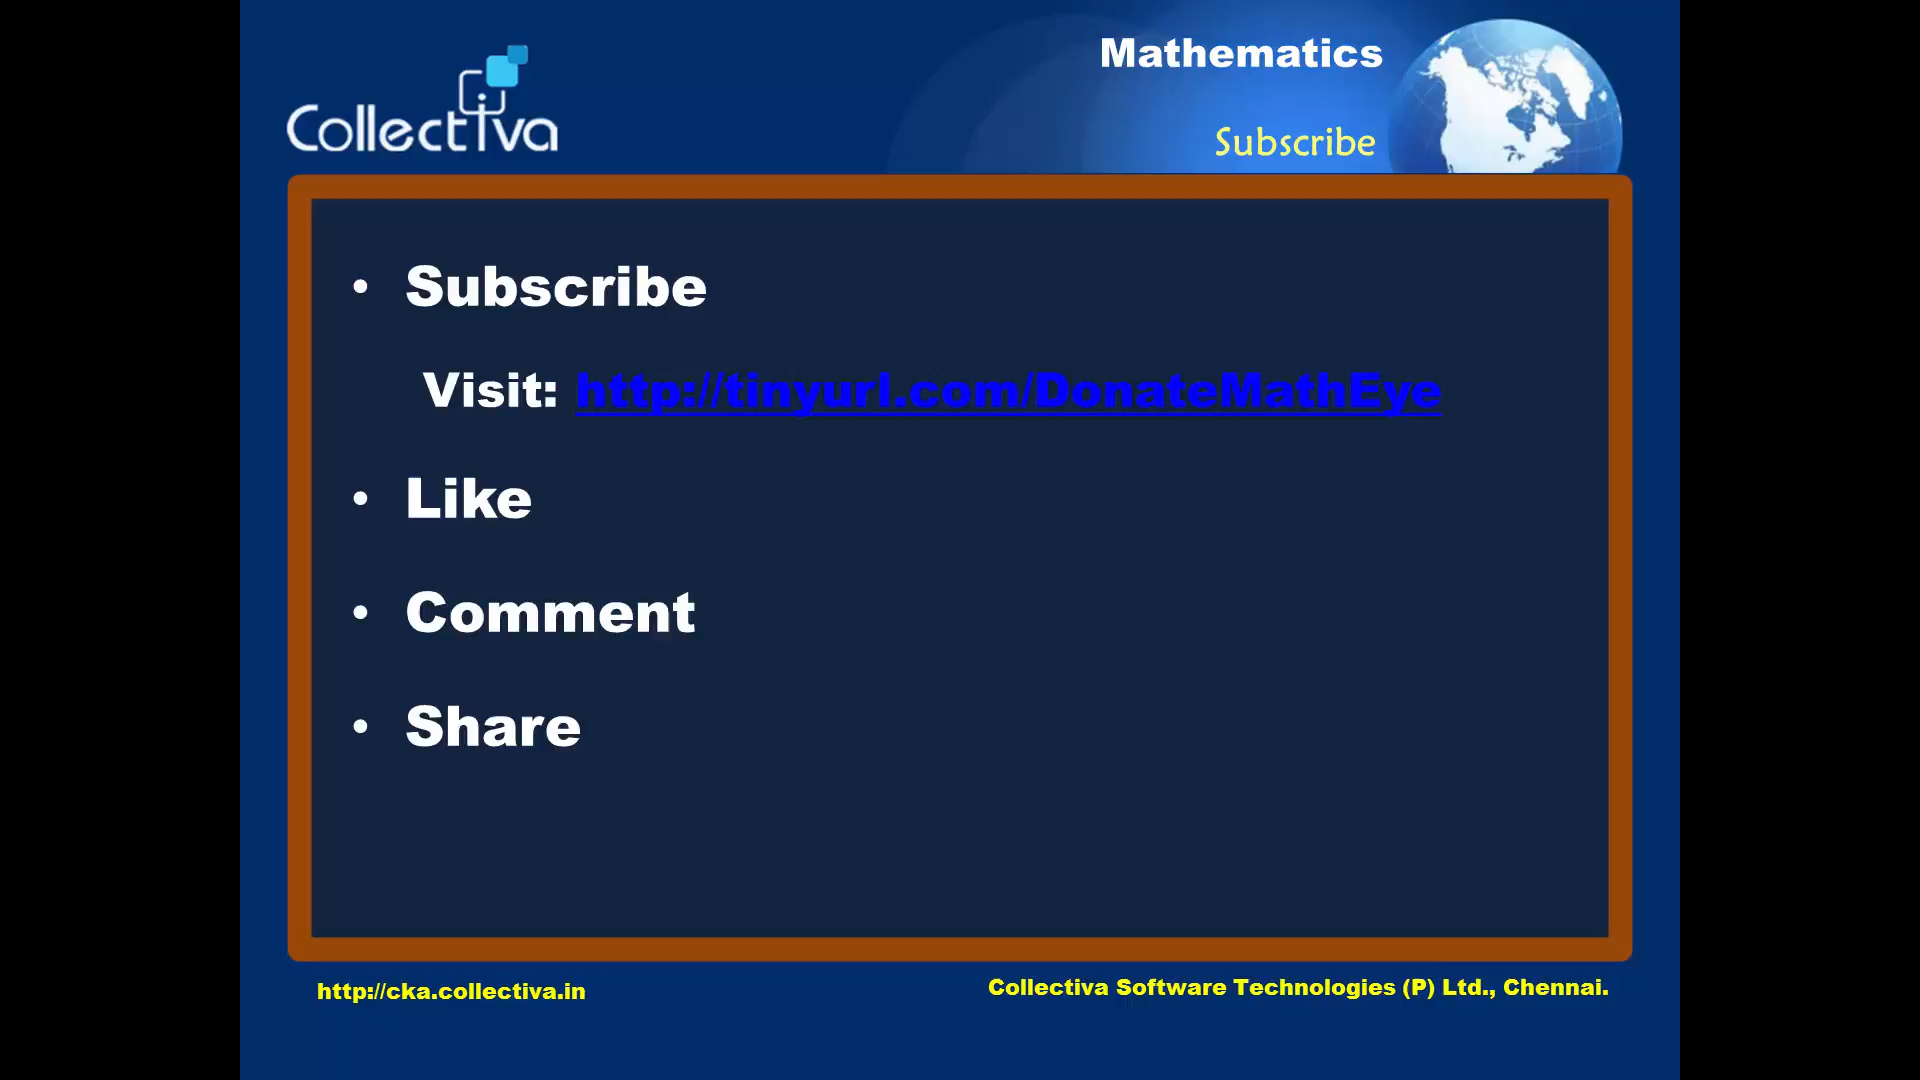 Collectiva
Mathematics
Subscribe
• Subscribe
Visit: http://tinyurl.com/DonateMathEye
• Like
• Comment
• Share
http://cka.collectiva.in
Collectiva Software Technologies (P) Ltd., Chennai.